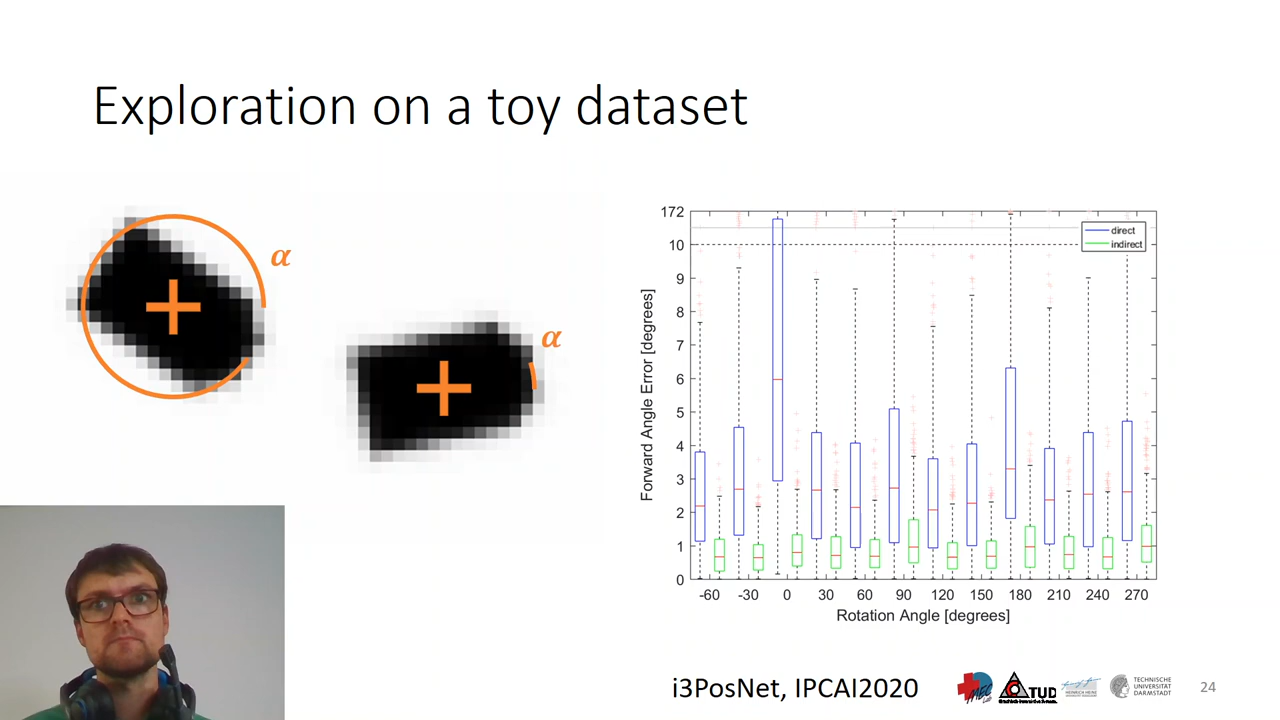 Exploration on a toy dataset
α
α
172
10
9
8
7
6
5
4
3
2
1
0
Forward Angle Error [degrees]
direct
indirect
-60 -30 0 30 60 90 120 150 180 210 240 270
Rotation Angle [degrees]
i3PosNet, IPCAI2020
MEC
TUD
TECHNISCHE
UNIVERSITÄT
DARMSTADT
24